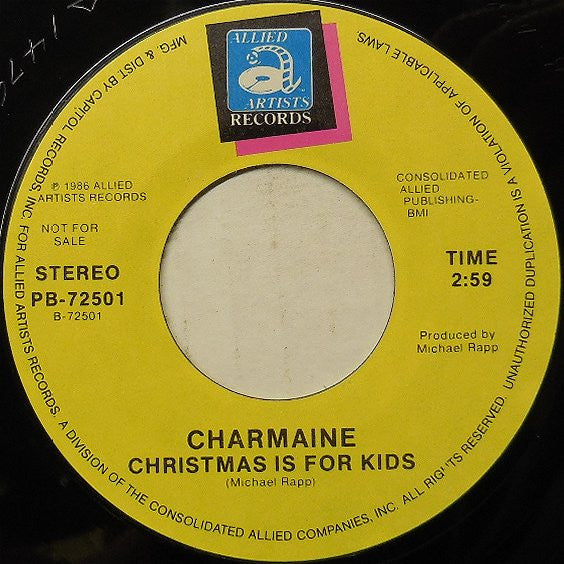 ALLIED
ARTISTS
RECORDS
℗ 1986 ALLIED
ARTISTS RECORDS
NOT FOR
SALE
STEREO
PB-72501
B-72501
CONSOLIDATED
ALLIED
PUBLISHING-
BMI
TIME
2:59
Produced by
Michael Rapp
CHARMAINE
CHRISTMAS IS FOR KIDS
(Michael Rapp)
MFG. & DIST BY CAPITOL RECORDS, INC. FOR ALLIED ARTISTS RECORDS. A DIVISION OF THE CONSOLIDATED ALLIED COMPANIES, INC. ALL RIGHTS RESERVED. UNAUTHORIZED DUPLICATION IS A VIOLATION OF APPLICABLE LAWS.